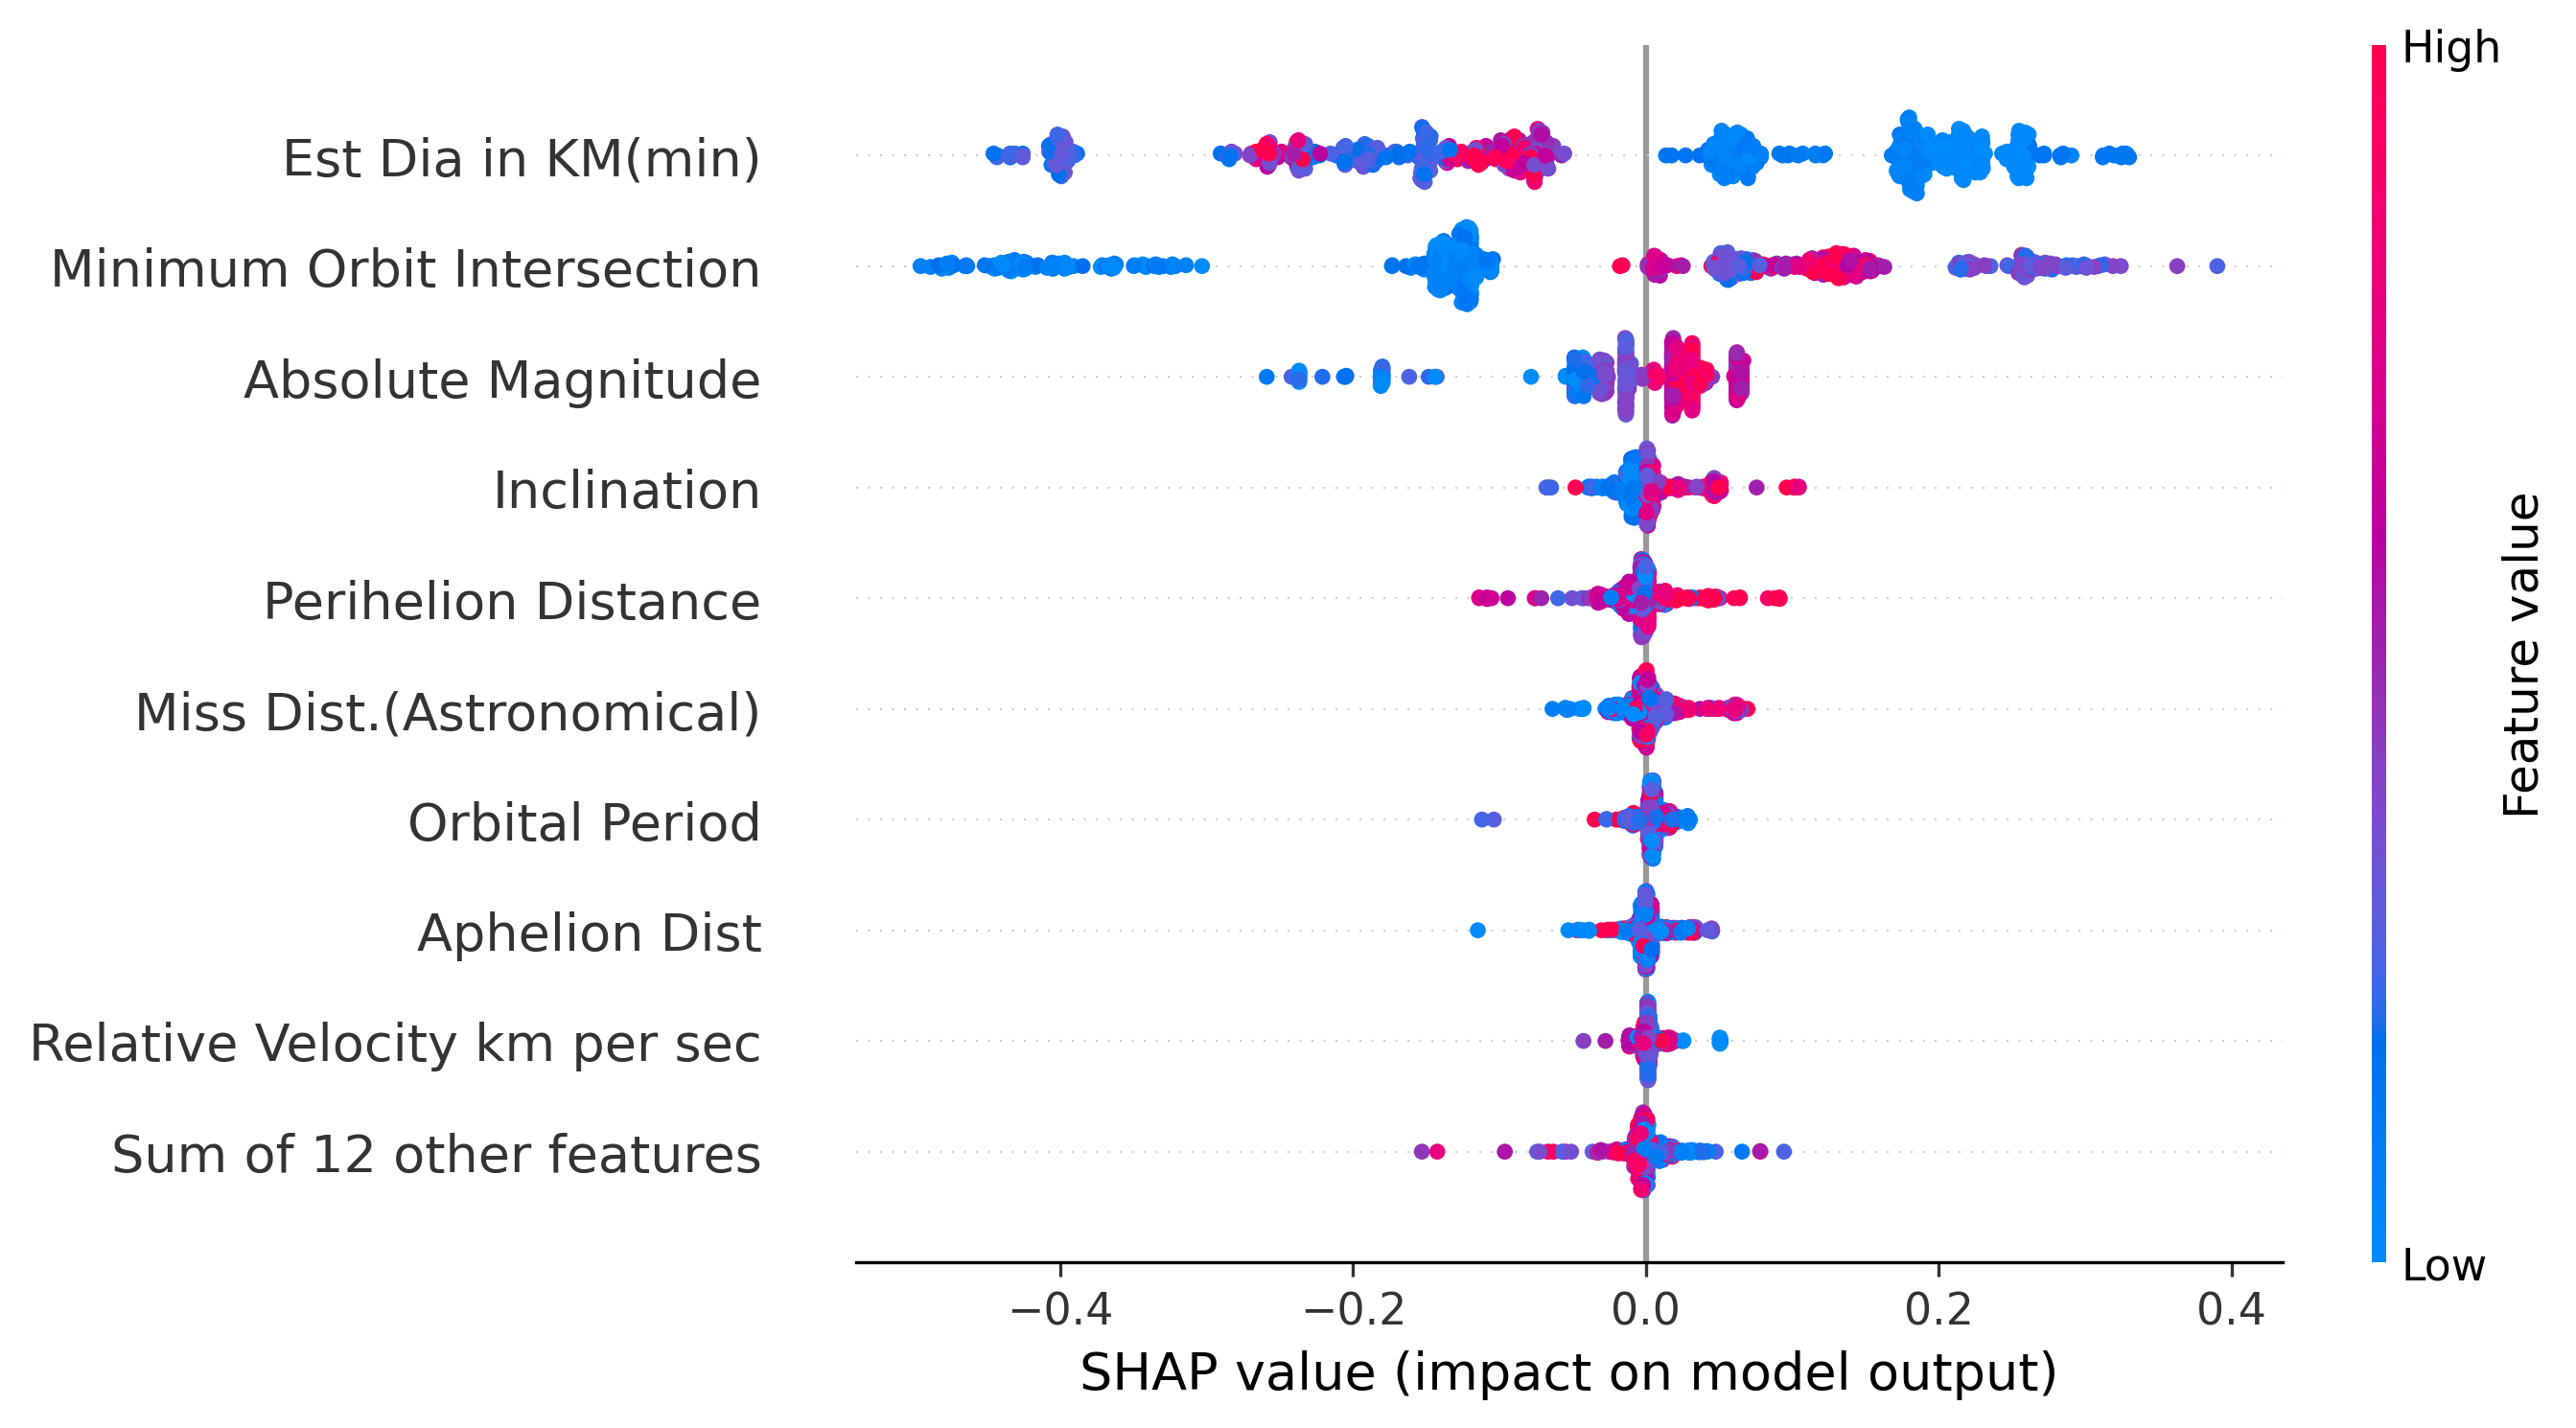 High
Est Dia in KM(min)
Minimum Orbit Intersection
Absolute Magnitude
Inclination
Perihelion Distance
Miss Dist.(Astronomical)
Orbital Period
Aphelion Dist
Relative Velocity km per sec
Sum of 12 other features
Feature value
Low
−0.4 −0.2 0.0 0.2 0.4
SHAP value (impact on model output)